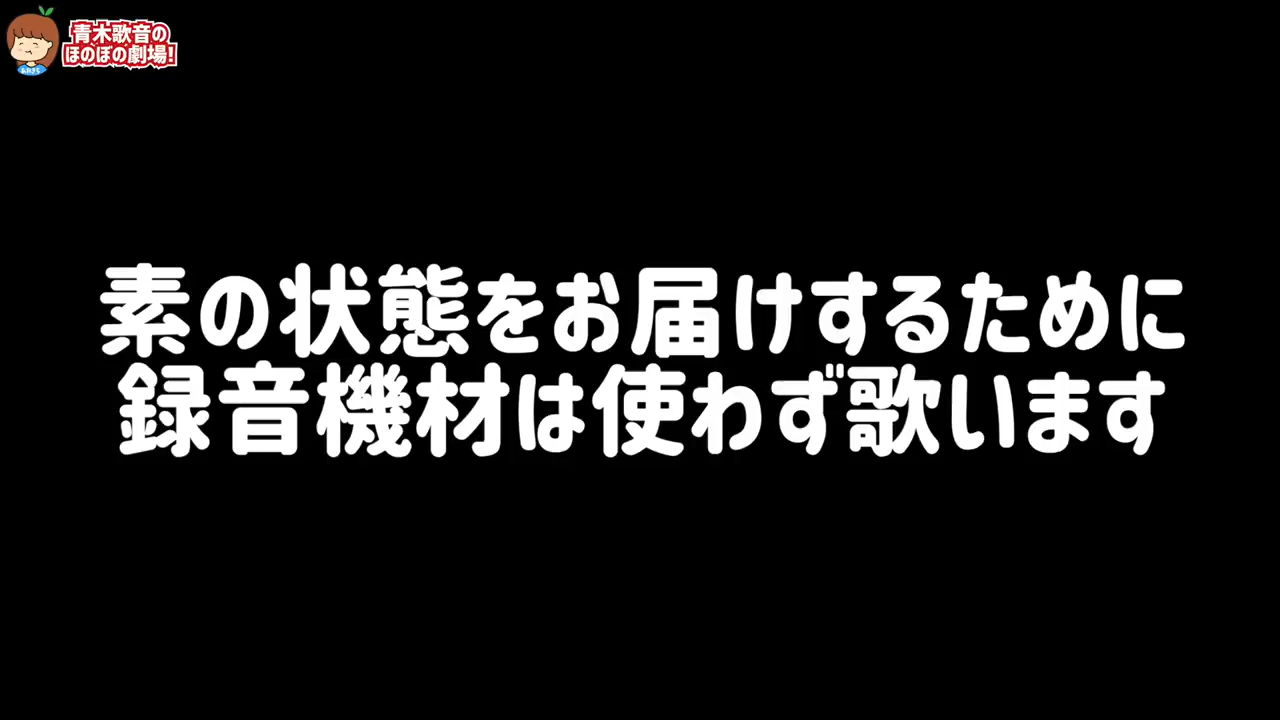 青木歌音の
ほのぼの劇場!
素の状態をお届けするために
録音機材は使わず歌います